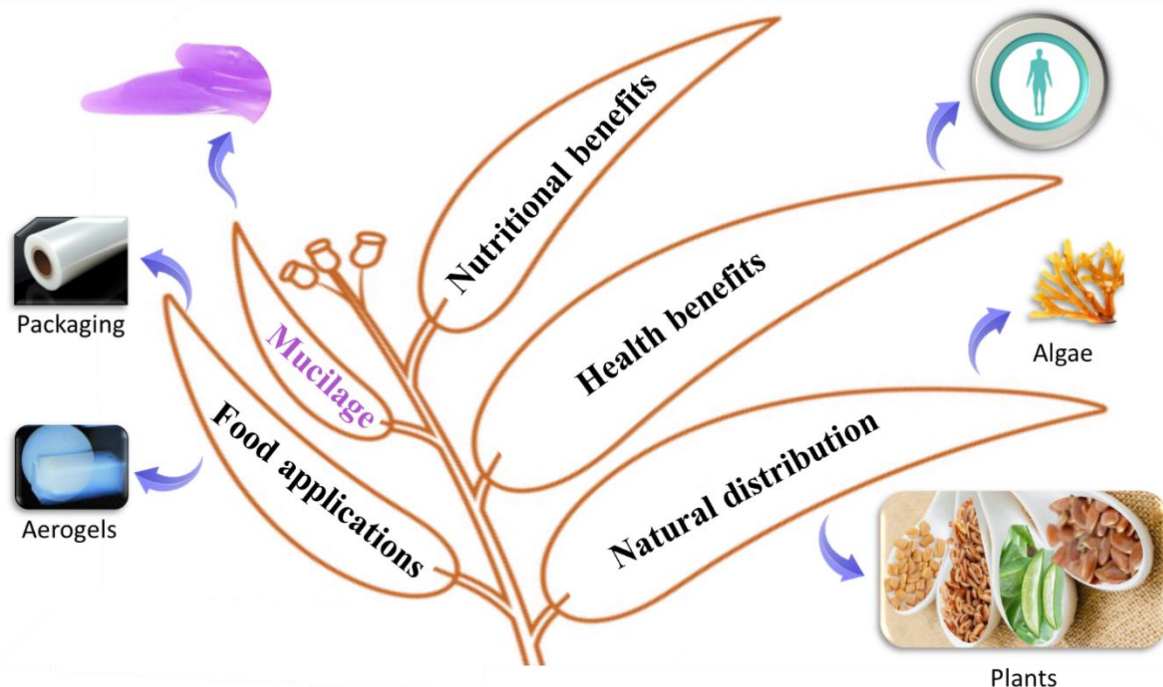 Nutritional benefits
Health benefits
Packaging
Mucilage
Algae
Food applications
Natural distribution
Aerogels
Plants